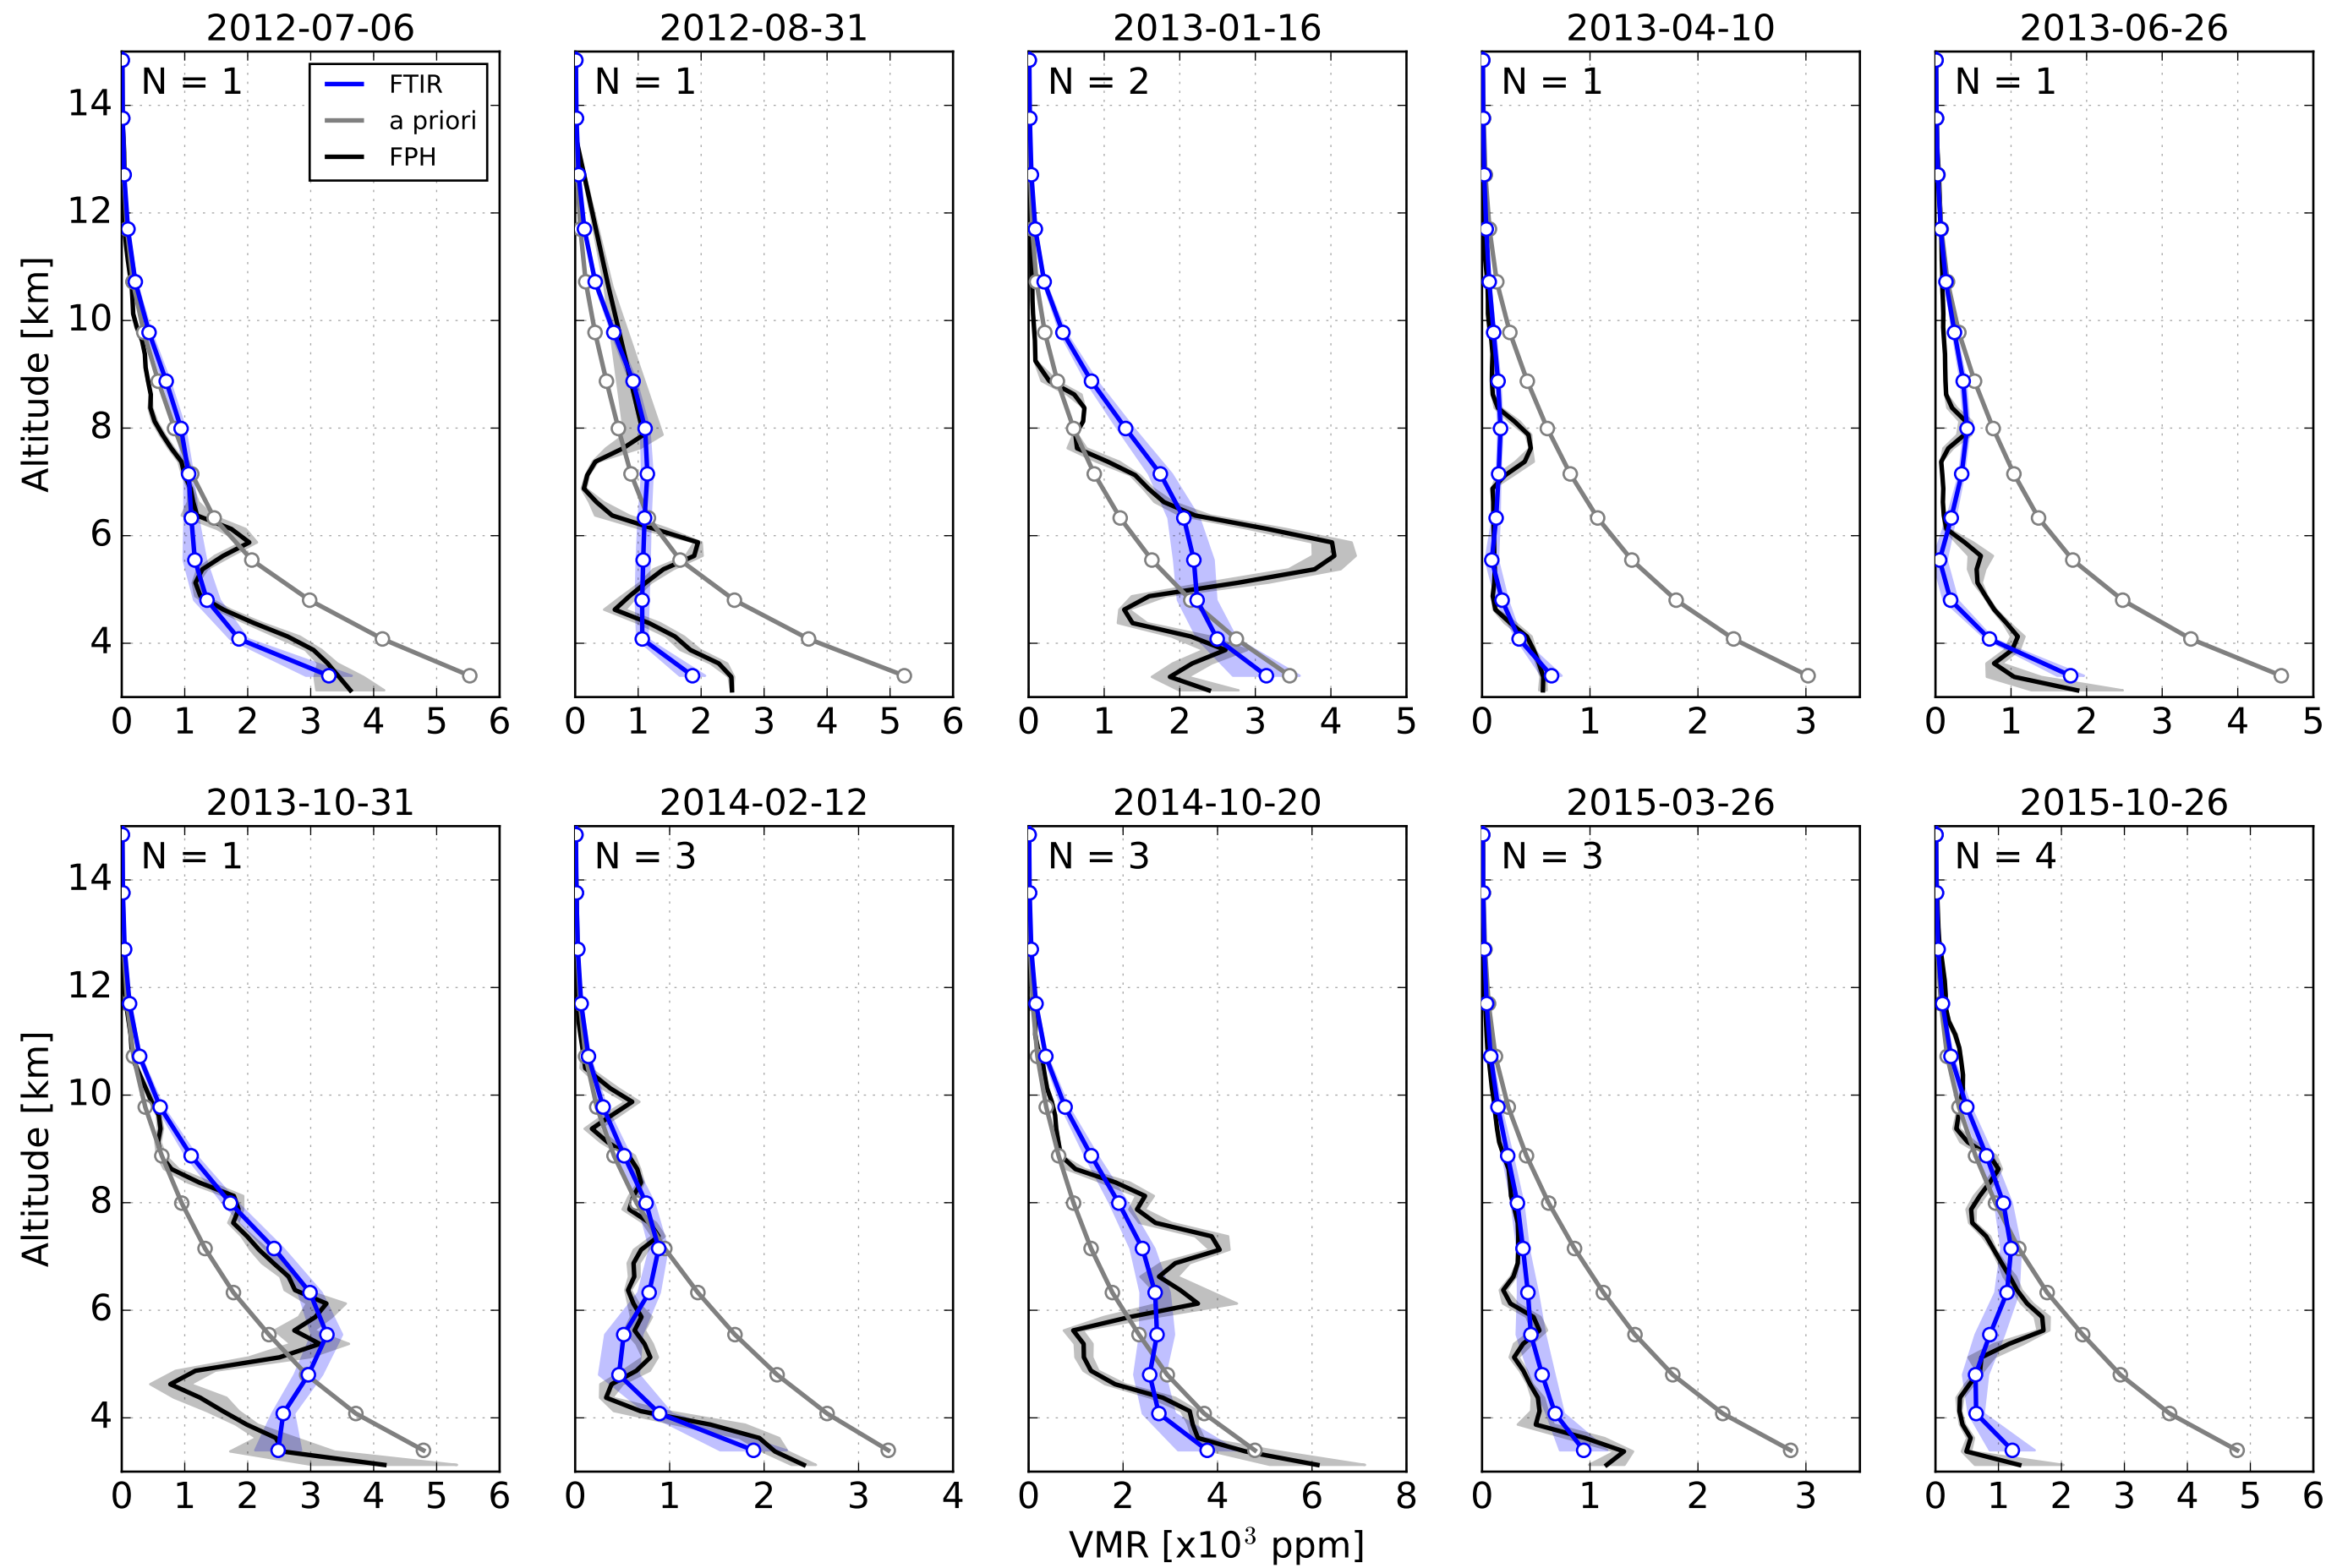 2012-07-06 2012-08-31 2013-01-16 2013-04-10 2013-06-26
N = 1 N = 1 N = 2 N = 1 N = 1
FTIR
a priori
FPH
14
12
10
8
6
4
Altitude [km]
0 1 2 3 4 5 6 0 1 2 3 4 5 6 0 1 2 3 4 5 0 1 2 3 0 1 2 3 4 5
2013-10-31 2014-02-12 2014-10-20 2015-03-26 2015-10-26
N = 1 N = 3 N = 3 N = 3 N = 4
14
12
10
8
6
4
Altitude [km]
0 1 2 3 4 5 6 0 1 2 3 4 0 2 4 6 8 0 1 2 3 0 1 2 3 4 5 6
VMR [x10³ ppm]